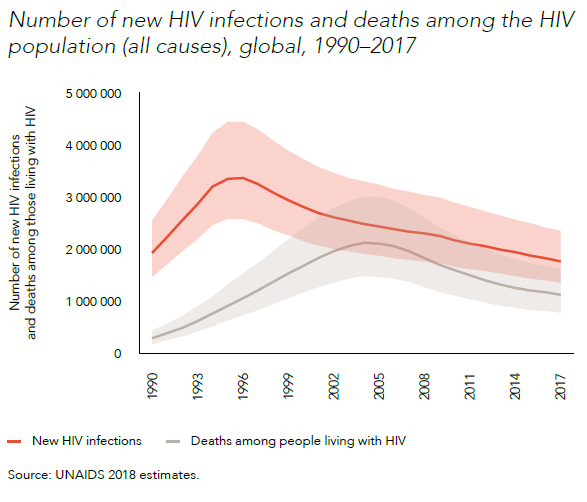 Number of new HIV infections and deaths among the HIV
population (all causes), global, 1990–2017
Number of new HIV infections
and deaths among those living with HIV
5 000 000
4 000 000
3 000 000
2 000 000
1 000 000
0
1990
1993
1996
1999
2002
2005
2008
2011
2014
2017
New HIV infections
Deaths among people living with HIV
Source: UNAIDS 2018 estimates.